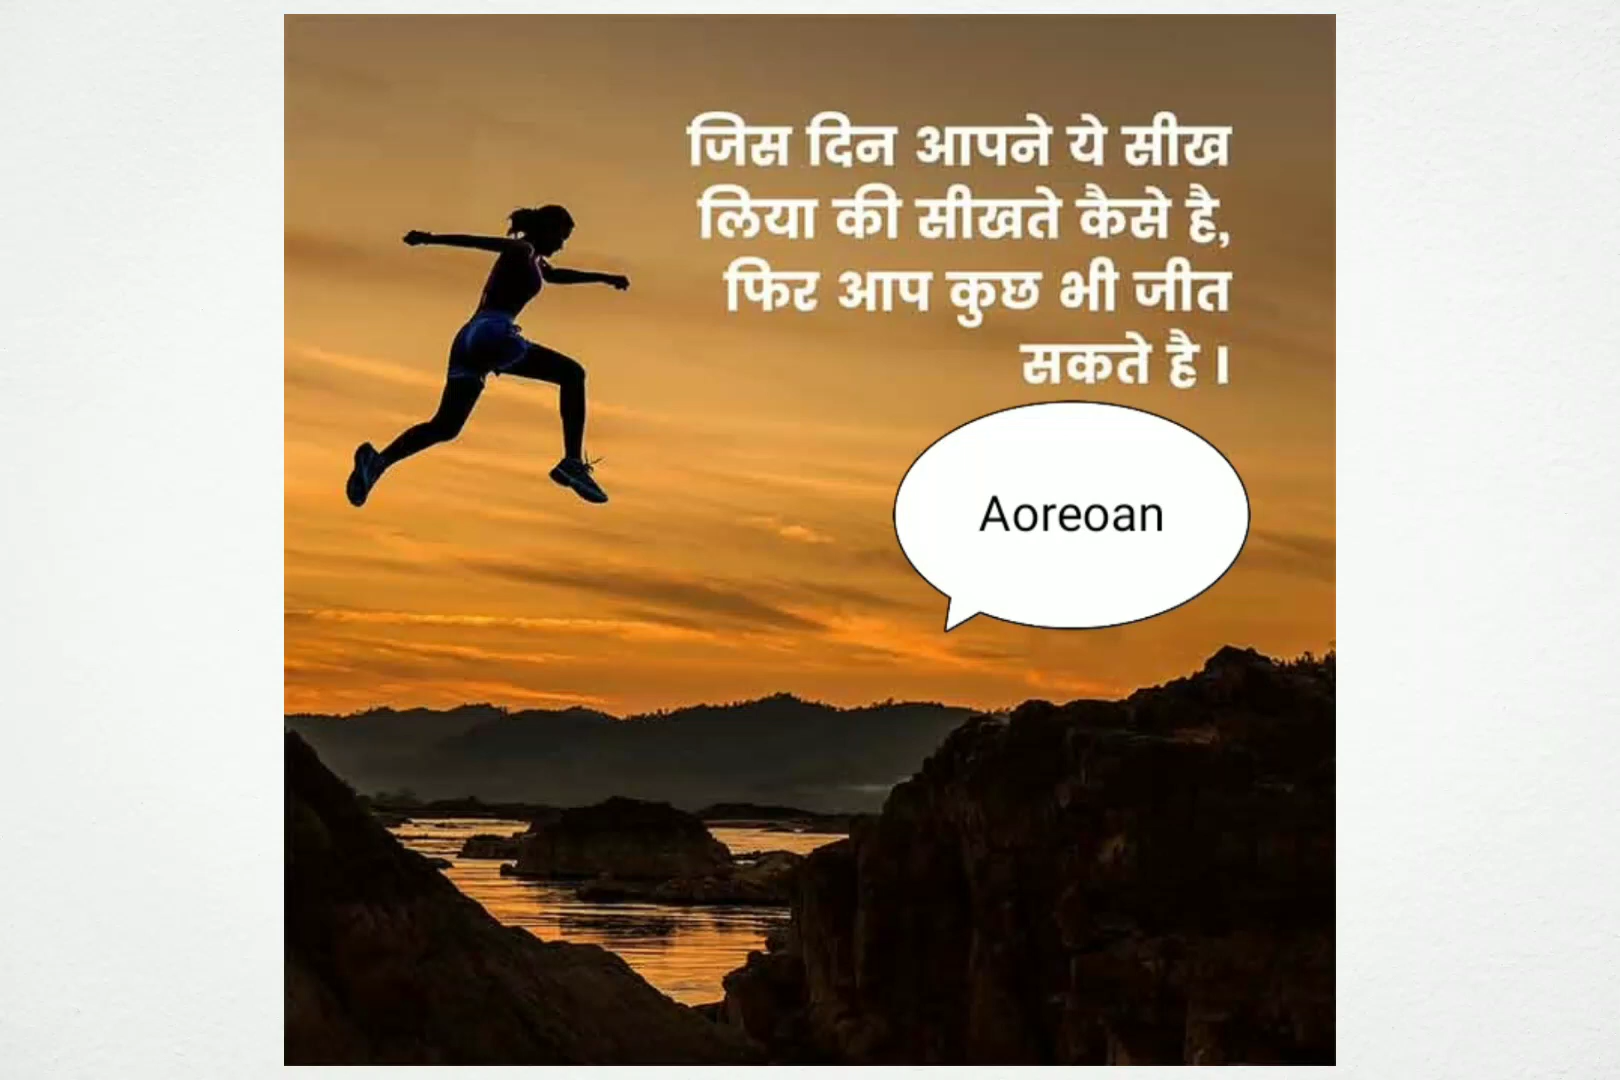 जिस दिन आपने ये सीख
लिया की सीखते कैसे है,
फिर आप कुछ भी जीत
सकते है ।
Aoreoan